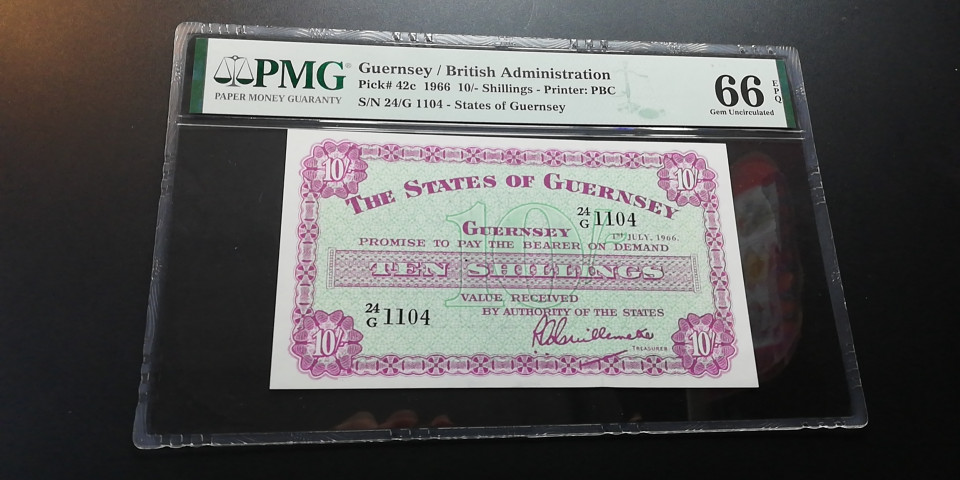 PMG
PAPER MONEY GUARANTY
Guernsey / British Administration
Pick# 42c 1966 10/- Shillings - Printer: PBC
S/N 24/G 1104 - States of Guernsey
66 EPQ
Gem Uncirculated
10/-
10/-
THE STATES OF GUERNSEY
10/-
24/G 1104
GUERNSEY
1ST JULY, 1966.
PROMISE TO PAY THE BEARER ON DEMAND
TEN SHILLINGS
VALUE RECEIVED
24/G 1104
BY AUTHORITY OF THE STATES
TREASURER
10/-
10/-